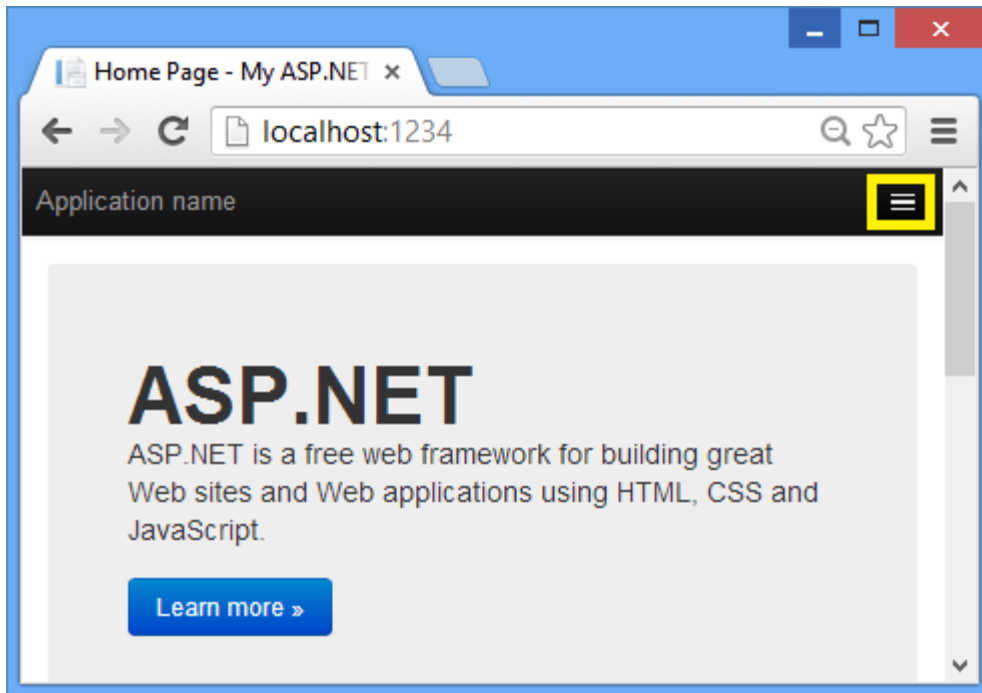 Home Page - My ASP.NET
localhost:1234
Application name
ASP.NET
ASP.NET is a free web framework for building great
Web sites and Web applications using HTML, CSS and
JavaScript.
Learn more »